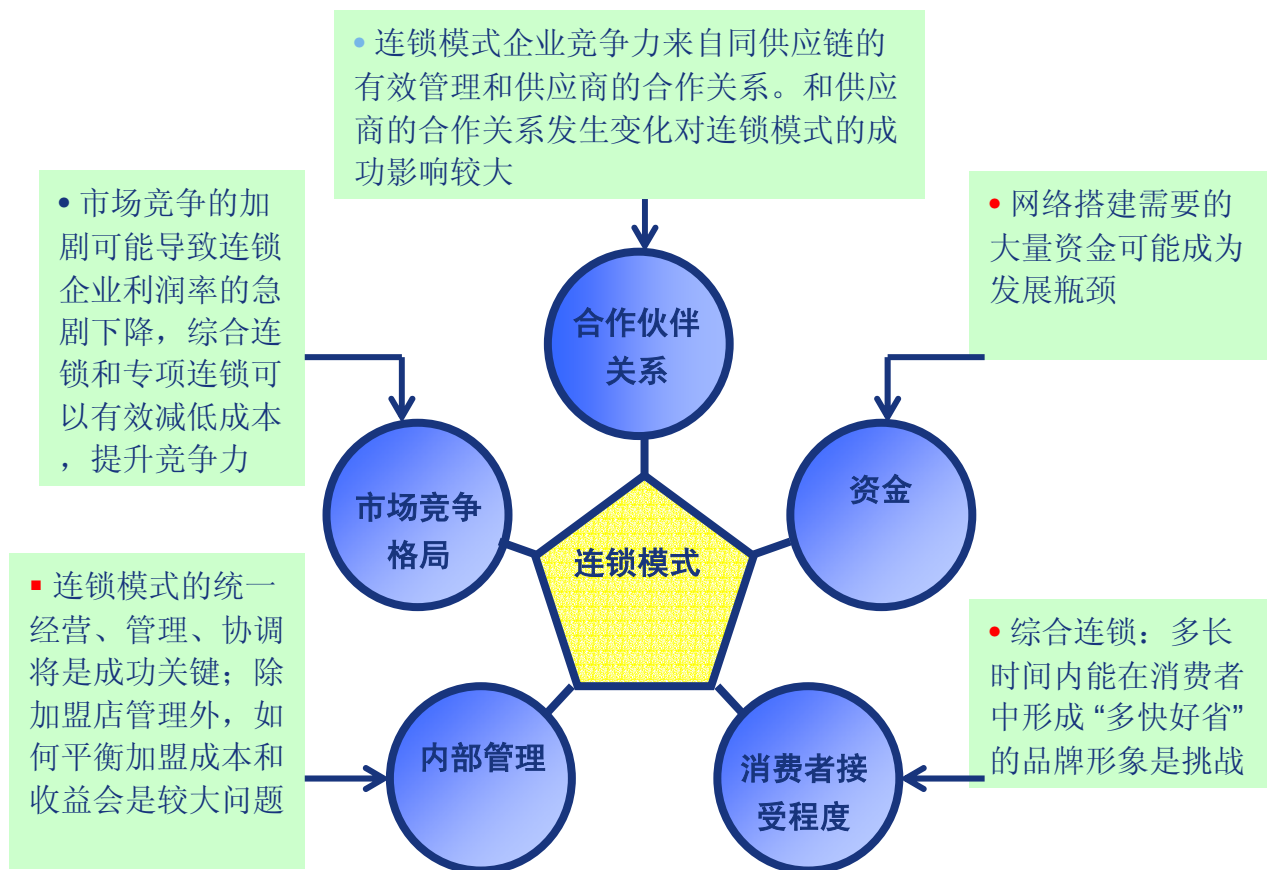 • 连锁模式企业竞争力来自同供应链的
有效管理和供应商的合作关系。和供应
商的合作关系发生变化对连锁模式的成
功影响较大
• 市场竞争的加
剧可能导致连锁
企业利润率的急
剧下降，综合连
锁和专项连锁可
以有效减低成本
，提升竞争力
• 网络搭建需要的
大量资金可能成为
发展瓶颈
合作伙伴
关系
市场竞争
格局
资金
连锁模式
▪ 连锁模式的统一
经营、管理、协调
将是成功关键；除
加盟店管理外，如
何平衡加盟成本和
收益会是较大问题
• 综合连锁：多长
时间内能在消费者
中形成 “多快好省”
的品牌形象是挑战
内部管理
消费者接
受程度